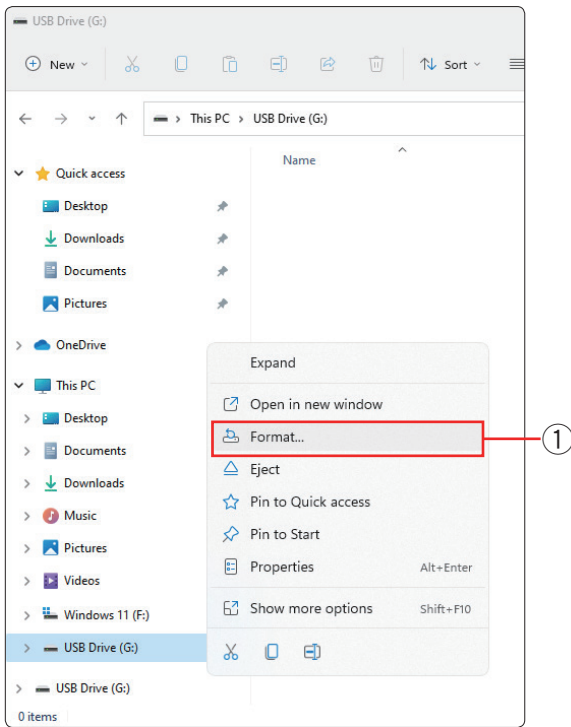 USB Drive (G:)
New
Sort
This PC > USB Drive (G:)
Name
Quick access
Desktop
Downloads
Documents
Pictures
OneDrive
This PC
Desktop
Documents
Downloads
Music
Pictures
Videos
Windows 11 (F:)
USB Drive (G:)
USB Drive (G:)
0 items
Expand
Open in new window
Format...
Eject
Pin to Quick access
Pin to Start
Properties Alt+Enter
Show more options Shift+F10
①